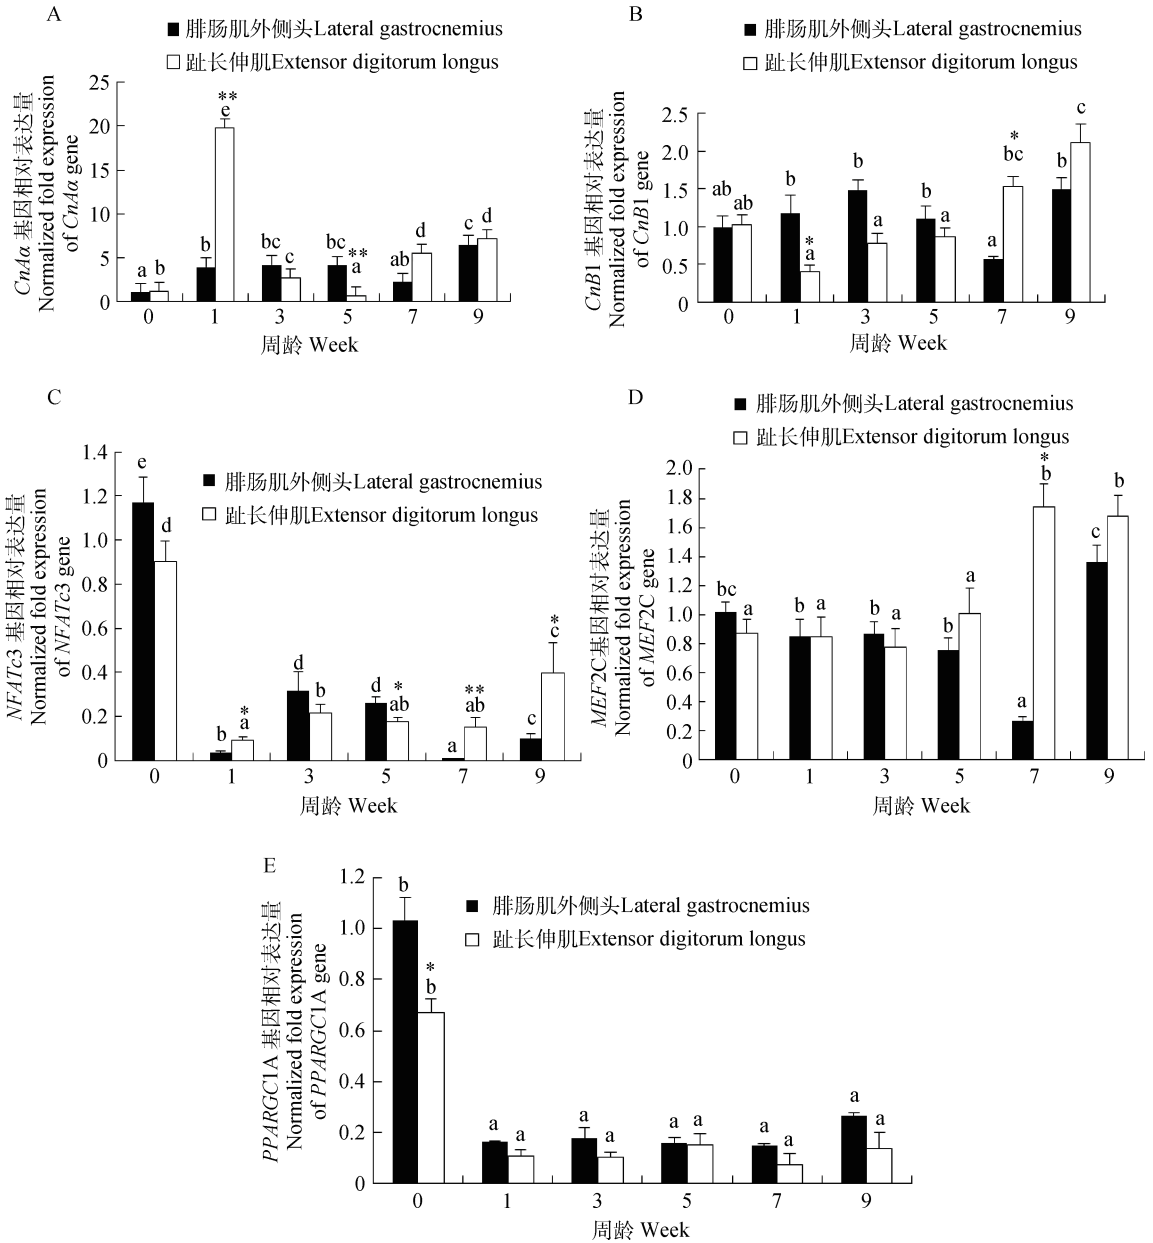 A
■ 腓肠肌外侧头Lateral gastrocnemius
□ 趾长伸肌Extensor digitorum longus
CnAα 基因相对表达量
Normalized fold expression
of CnAα gene
25
20
15
10
5
0
a b b ** e bc c bc ** a ab d c d
0 1 3 5 7 9
周龄 Week
B
■ 腓肠肌外侧头Lateral gastrocnemius
□ 趾长伸肌Extensor digitorum longus
CnB1 基因相对表达量
Normalized fold expression
of CnB1 gene
2.5
2.0
1.5
1.0
0.5
0
ab ab b * a b a b a a * bc b c
0 1 3 5 7 9
周龄 Week
C
■ 腓肠肌外侧头Lateral gastrocnemius
□ 趾长伸肌Extensor digitorum longus
NFATc3 基因相对表达量
Normalized fold expression
of NFATc3 gene
1.4
1.2
1.0
0.8
0.6
0.4
0.2
0
e d b * a d b d * ab a ** ab c * c
0 1 3 5 7 9
周龄 Week
D
■ 腓肠肌外侧头Lateral gastrocnemius
□ 趾长伸肌Extensor digitorum longus
MEF2C基因相对表达量
Normalized fold expression
of MEF2C gene
2.0
1.8
1.6
1.4
1.2
1.0
0.8
0.6
0.4
0.2
0
bc a b a b a b a a * b c b
0 1 3 5 7 9
周龄 Week
E
■ 腓肠肌外侧头Lateral gastrocnemius
□ 趾长伸肌Extensor digitorum longus
PPARGC1A 基因相对表达量
Normalized fold expression
of PPARGC1A gene
1.2
1.0
0.8
0.6
0.4
0.2
0
b * b a a a a a a a a a a
0 1 3 5 7 9
周龄 Week